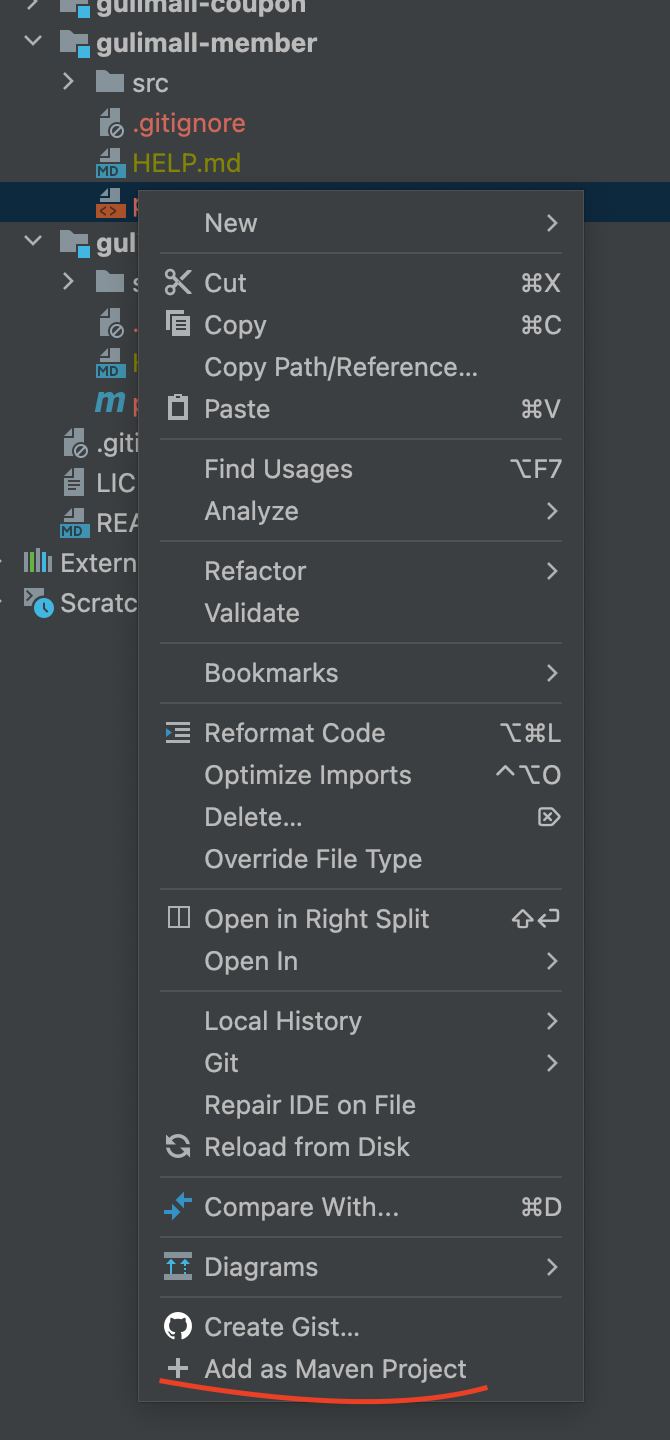 gulimall-coupon
gulimall-member
src
.gitignore
HELP.md
MD
New
Cut ⌘X
Copy ⌘C
Copy Path/Reference...
Paste ⌘V
Find Usages ⌥F7
Analyze
Refactor
Validate
Bookmarks
Reformat Code ⌥⌘L
Optimize Imports ^⌥O
Delete... ⌦
Override File Type
Open in Right Split ⇧↩
Open In
Local History
Git
Repair IDE on File
Reload from Disk
Compare With... ⌘D
Diagrams
Create Gist...
Add as Maven Project
gul
MD
m
.giti
LIC
MD REA
Extern
Scratc